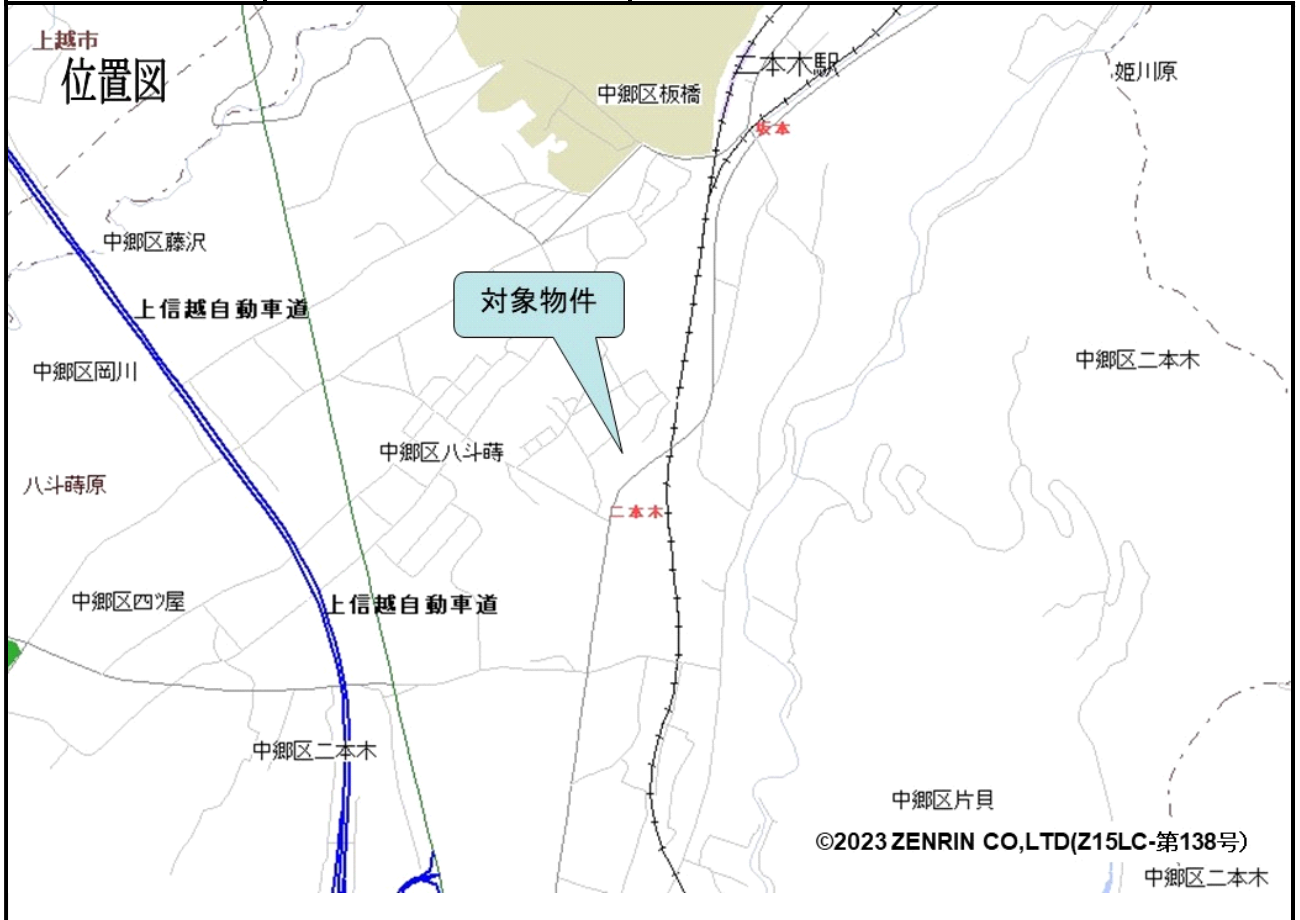 上越市
位置図
二本木駅
姫川原
中郷区板橋
坂本
中郷区藤沢
上信越自動車道
対象物件
中郷区岡川
中郷区二本木
中郷区八斗蒔
八斗蒔原
二本木
中郷区四ツ屋
上信越自動車道
中郷区二本木
中郷区片貝
©2023 ZENRIN CO,LTD(Z15LC-第138号)
中郷区二本木